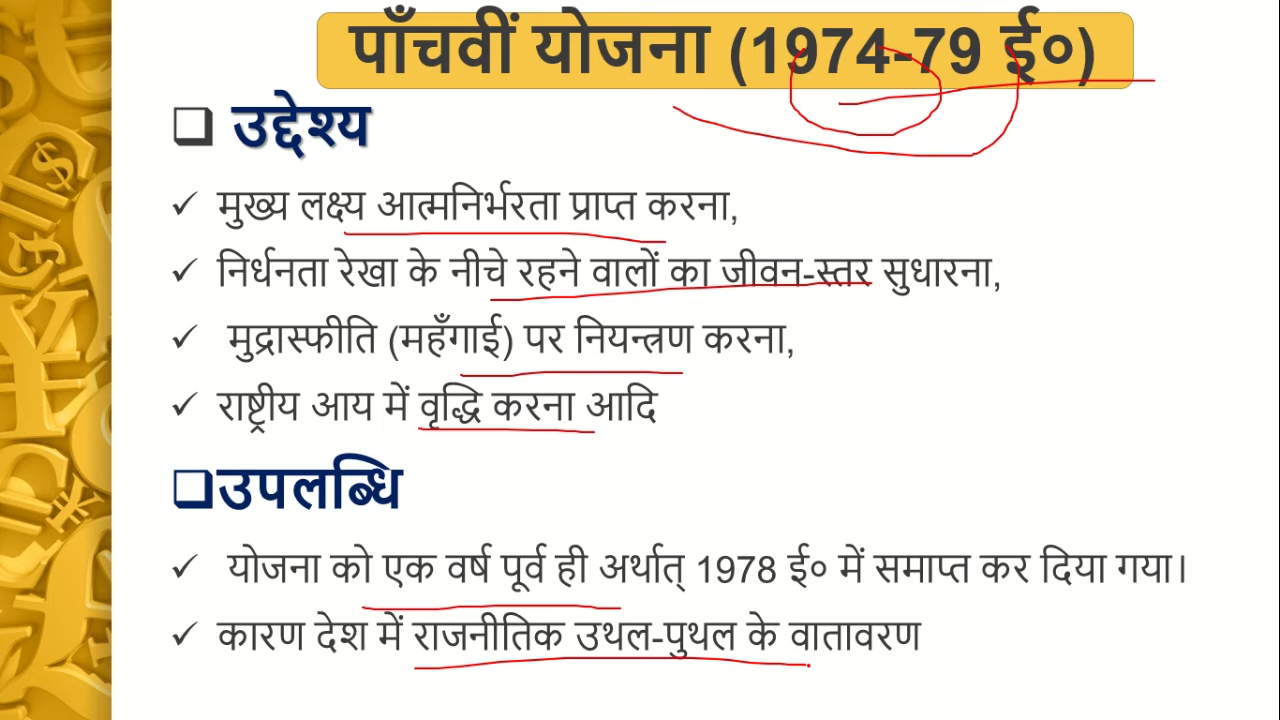 पाँचवीं योजना (1974-79 ई०)
उद्देश्य
मुख्य लक्ष्य आत्मनिर्भरता प्राप्त करना,
निर्धनता रेखा के नीचे रहने वालों का जीवन-स्तर सुधारना,
मुद्रास्फीति (महँगाई) पर नियन्त्रण करना,
राष्ट्रीय आय में वृद्धि करना आदि
उपलब्धि
योजना को एक वर्ष पूर्व ही अर्थात् 1978 ई० में समाप्त कर दिया गया।
कारण देश में राजनीतिक उथल-पुथल के वातावरण